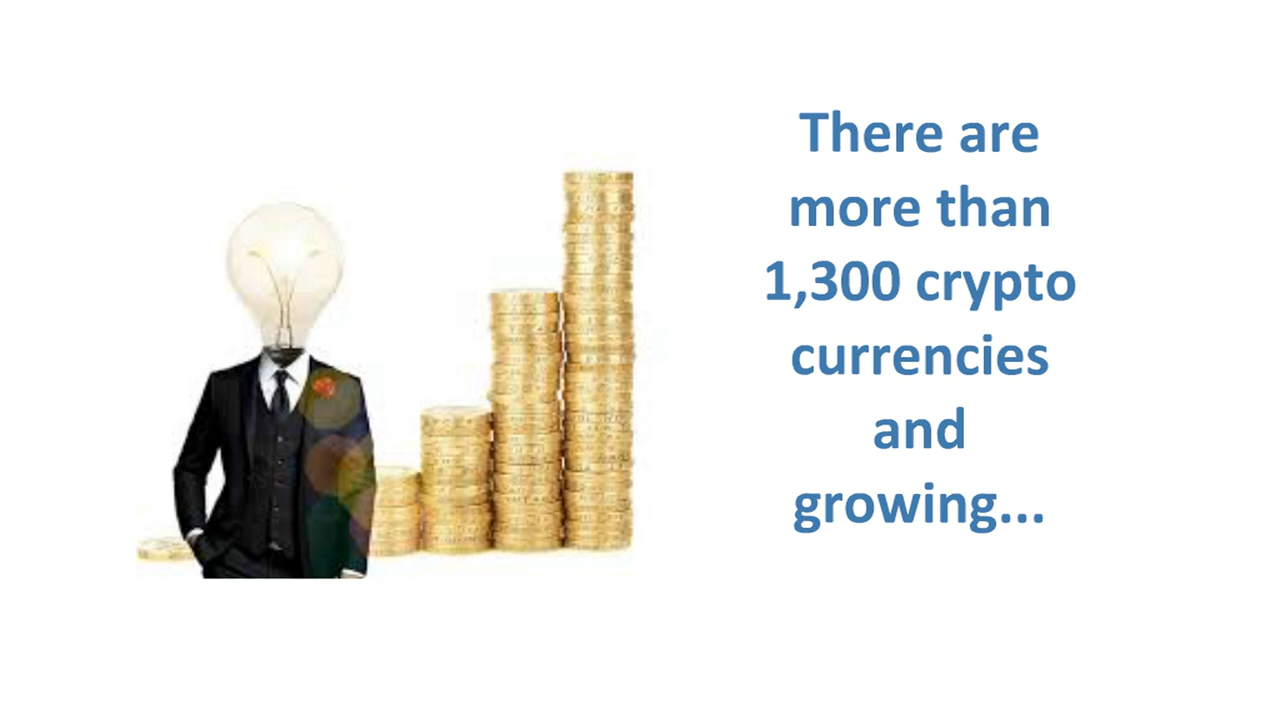 There are
more than
1,300 crypto
currencies
and
growing...